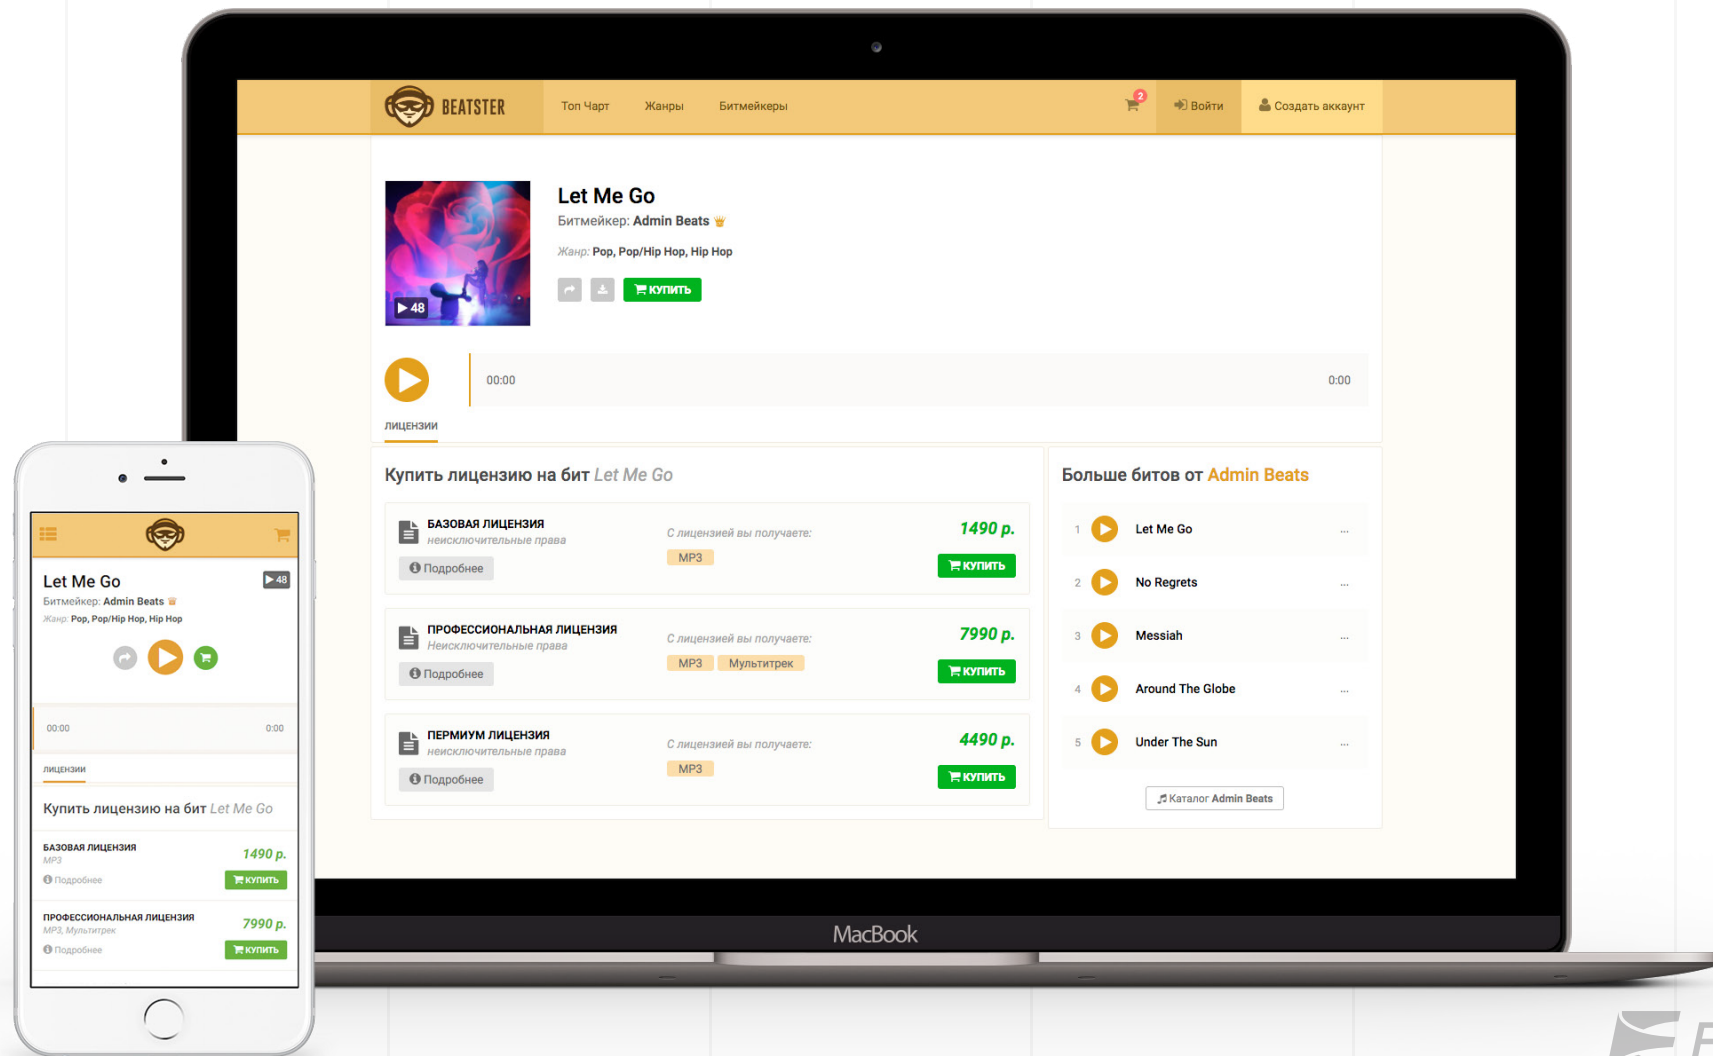 BEATSTER
Топ Чарт
Жанры
Битмейкеры
2
Войти
Создать аккаунт
Let Me Go
Битмейкер: Admin Beats
Жанр: Pop, Pop/Hip Hop, Hip Hop
КУПИТЬ
48
00:00
0:00
ЛИЦЕНЗИИ
Купить лицензию на бит Let Me Go
БАЗОВАЯ ЛИЦЕНЗИЯ
неисключительные права
Подробнее
С лицензией вы получаете:
MP3
1490 р.
КУПИТЬ
ПРОФЕССИОНАЛЬНАЯ ЛИЦЕНЗИЯ
Неисключительные права
Подробнее
С лицензией вы получаете:
MP3 Мультитрек
7990 р.
КУПИТЬ
ПЕРМИУМ ЛИЦЕНЗИЯ
неисключительные права
Подробнее
С лицензией вы получаете:
MP3
4490 р.
КУПИТЬ
Больше битов от Admin Beats
1 Let Me Go ...
2 No Regrets ...
3 Messiah ...
4 Around The Globe ...
5 Under The Sun ...
Каталог Admin Beats
MacBook
Let Me Go
48
Битмейкер: Admin Beats
Жанр: Pop, Pop/Hip Hop, Hip Hop
00:00
0:00
ЛИЦЕНЗИИ
Купить лицензию на бит Let Me Go
БАЗОВАЯ ЛИЦЕНЗИЯ
MP3
Подробнее
1490 р.
КУПИТЬ
ПРОФЕССИОНАЛЬНАЯ ЛИЦЕНЗИЯ
MP3, Мультитрек
Подробнее
7990 р.
КУПИТЬ